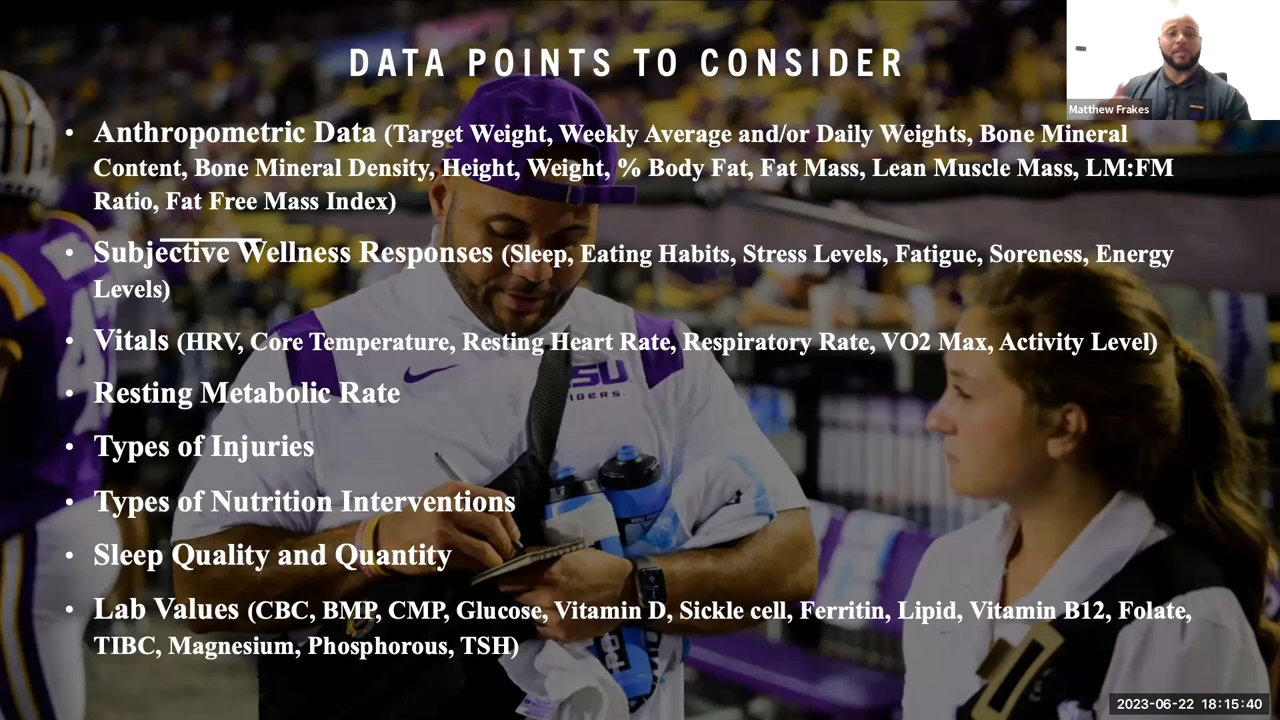 DATA POINTS TO CONSIDER
Matthew Frakes
• Anthropometric Data (Target Weight, Weekly Average and/or Daily Weights, Bone Mineral
Content, Bone Mineral Density, Height, Weight, % Body Fat, Fat Mass, Lean Muscle Mass, LM:FM
Ratio, Fat Free Mass Index)
• Subjective Wellness Responses (Sleep, Eating Habits, Stress Levels, Fatigue, Soreness, Energy
Levels)
• Vitals (HRV, Core Temperature, Resting Heart Rate, Respiratory Rate, VO2 Max, Activity Level)
• Resting Metabolic Rate
• Types of Injuries
• Types of Nutrition Interventions
• Sleep Quality and Quantity
• Lab Values (CBC, BMP, CMP, Glucose, Vitamin D, Sickle cell, Ferritin, Lipid, Vitamin B12, Folate,
TIBC, Magnesium, Phosphorous, TSH)
2023-06-22 18:15:40